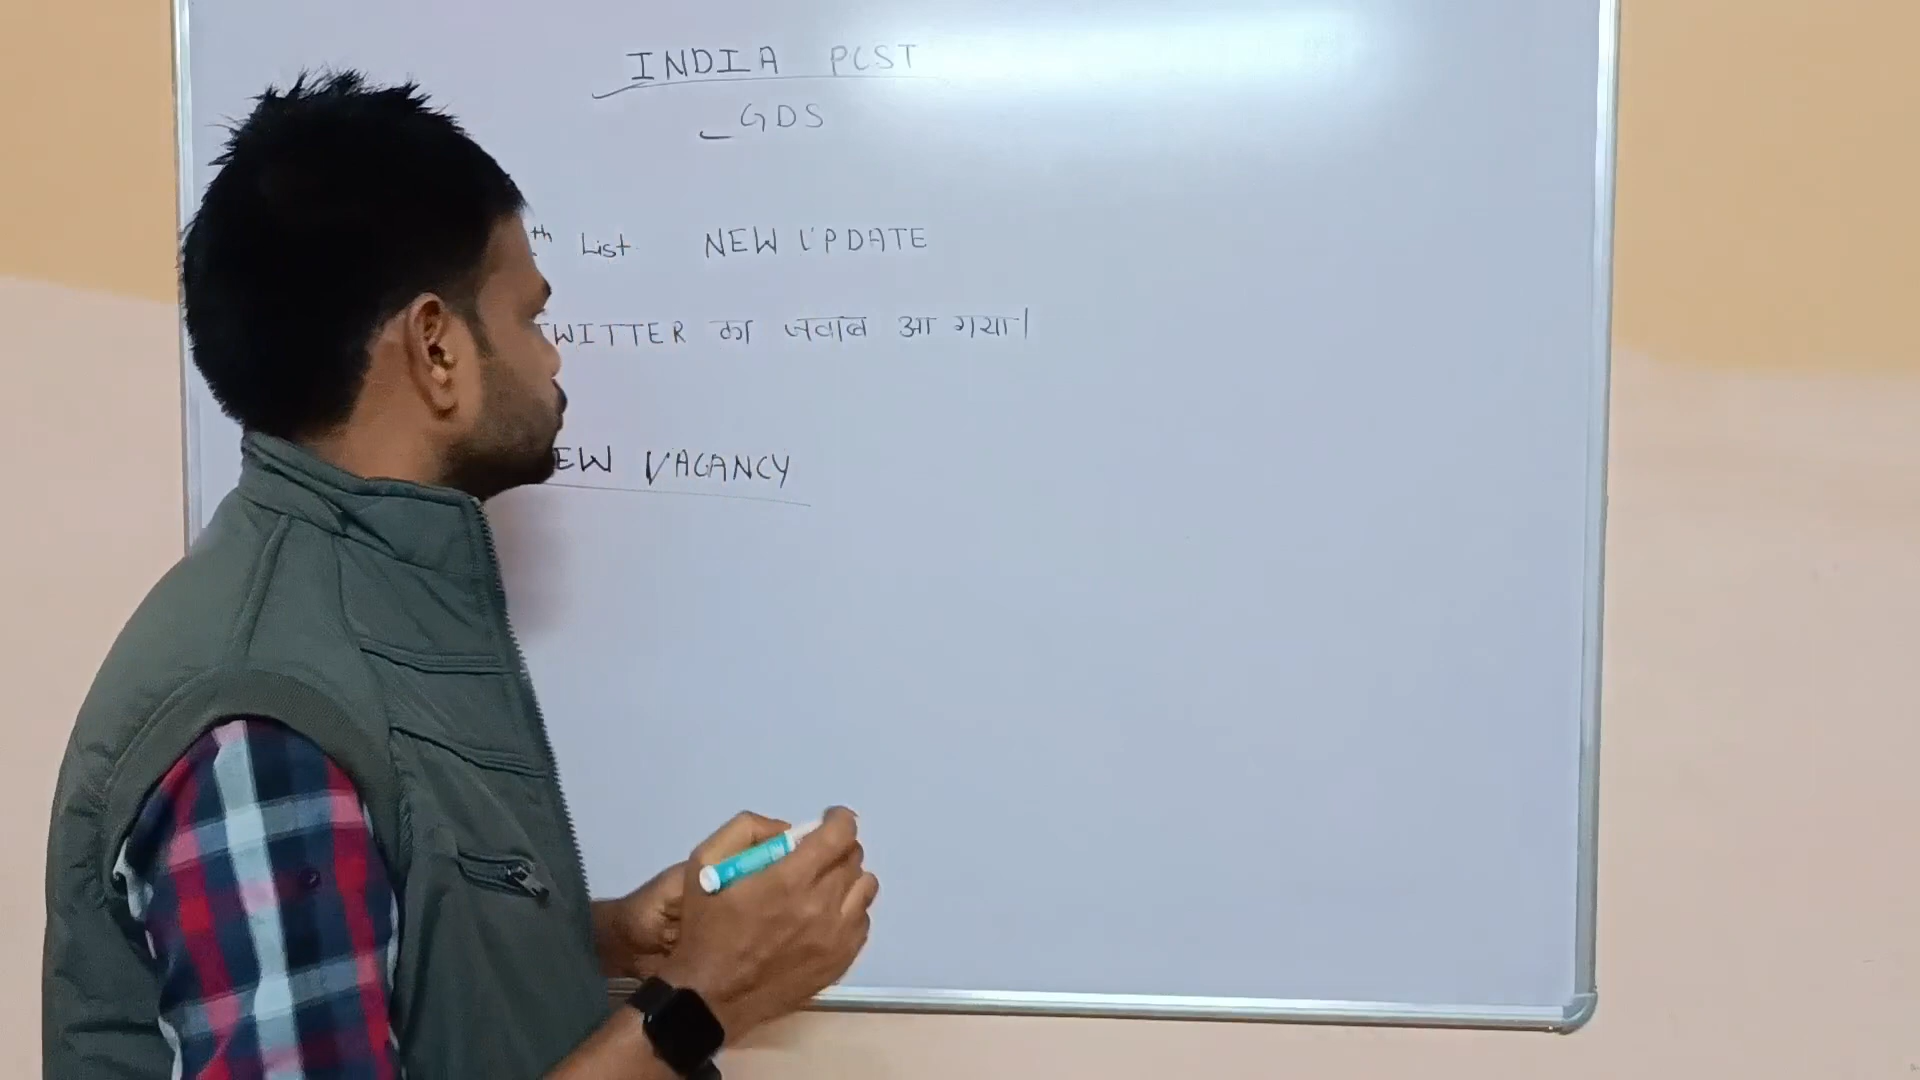 INDIA POST
GDS
th List NEW UPDATE
TWITTER का जवाब आ गया।
EW VACANCY